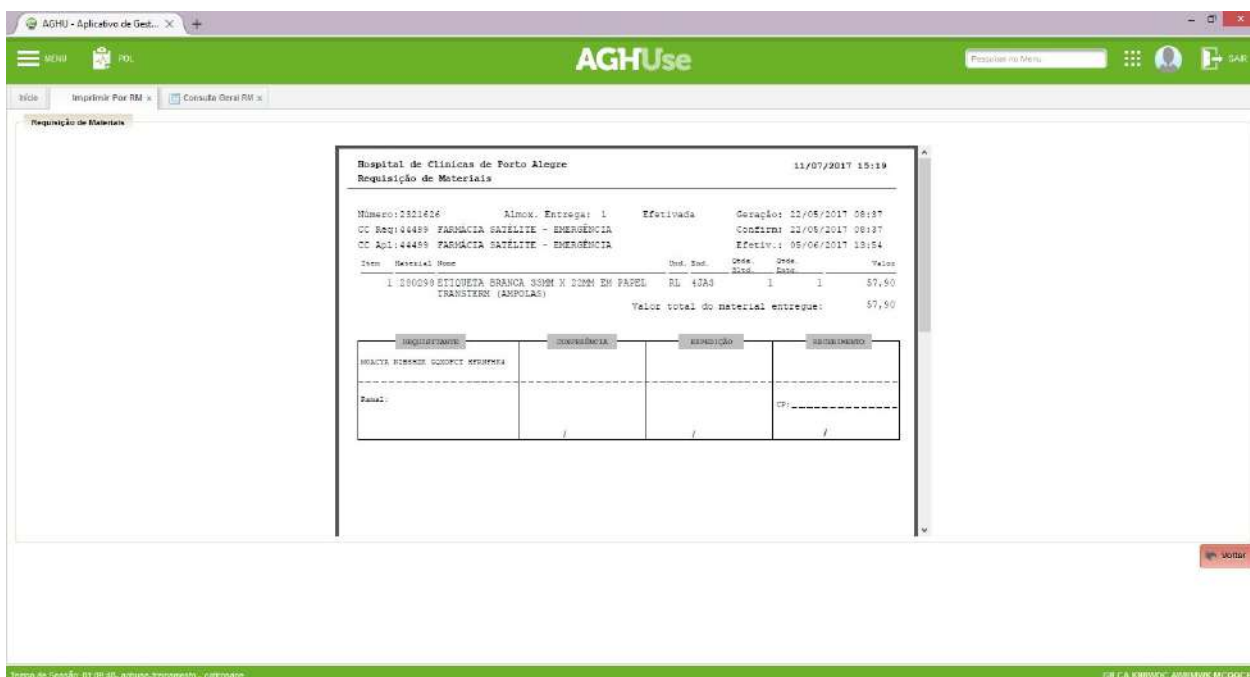 AGHU - Aplicativo de Gest...
MENU POL AGHUse Pesquisar no Menu SAIR
Início Imprimir Por RM Consulta Geral RM
Requisição de Materiais
Hospital de Clinicas de Porto Alegre 11/07/2017 15:19
Requisição de Materiais
Número:2321626 Almox. Entrega: 1 Efetivada Geração: 22/05/2017 08:37
CC Req:44499 FARMÁCIA SATÉLITE - EMERGÊNCIA Confirm: 22/05/2017 08:37
CC Apl:44499 FARMÁCIA SATÉLITE - EMERGÊNCIA Efetiv.: 05/06/2017 13:54
Item Material Nome Und. End. Qtde. Qtde. Valor
1 ETIQUETA BRANCA 33MM X 22MM EM PAPEL RL 1 1 57,90
TRANSTERM (AMPOLAS)
Valor total do material entregue: 57,90
REQUISITANTE CONFERÊNCIA EXPEDIÇÃO RECEBIMENTO
Ramal:
CP:
/ / /
Voltar